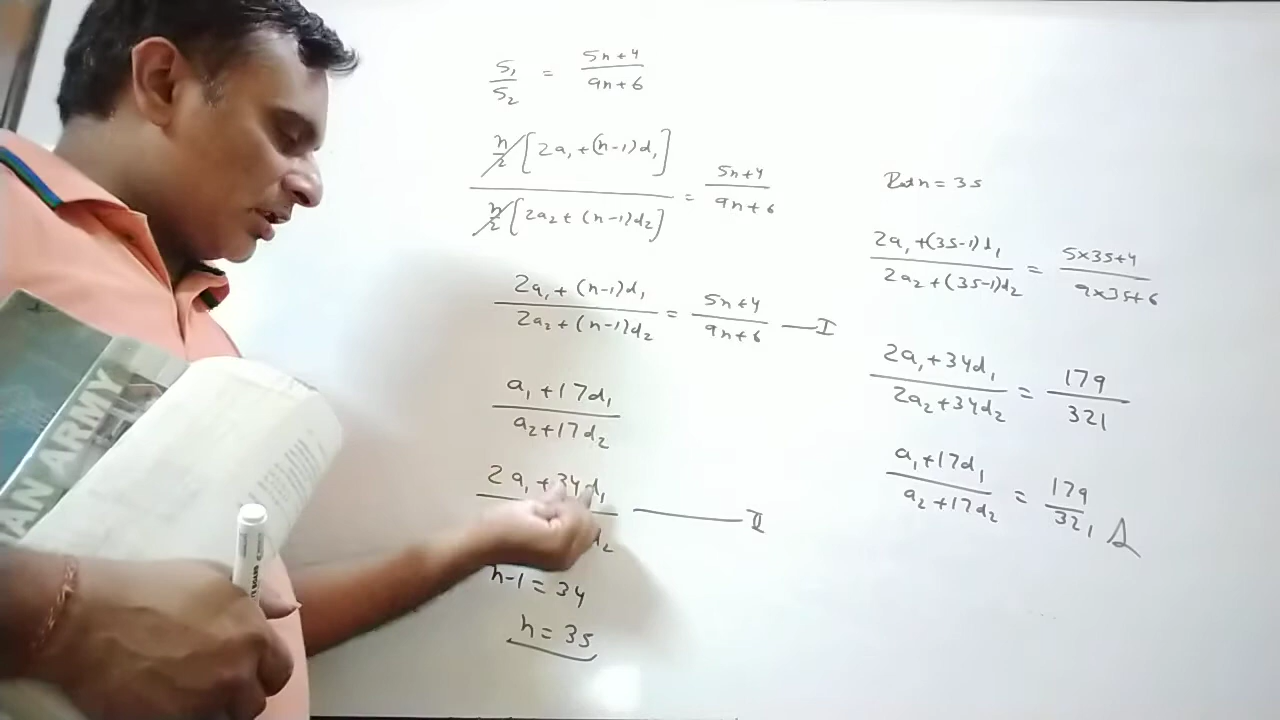 S₁/S₂ = (5n+4)/(9n+6)
n/2[2a₁+(n-1)d₁] / n/2[2a₂+(n-1)d₂] = (5n+4)/(9n+6)
(2a₁+(n-1)d₁)/(2a₂+(n-1)d₂) = (5n+4)/(9n+6) — I
(a₁+17d₁)/(a₂+17d₂)
2a₁+34d₁ — II
d₂
n-1=34
n=35
n=35
(2a₁+(35-1)d₁)/(2a₂+(35-1)d₂) = (5×35+4)/(9×35+6)
(2a₁+34d₁)/(2a₂+34d₂) = 179/321
(a₁+17d₁)/(a₂+17d₂) = 179/321
AN ARMY